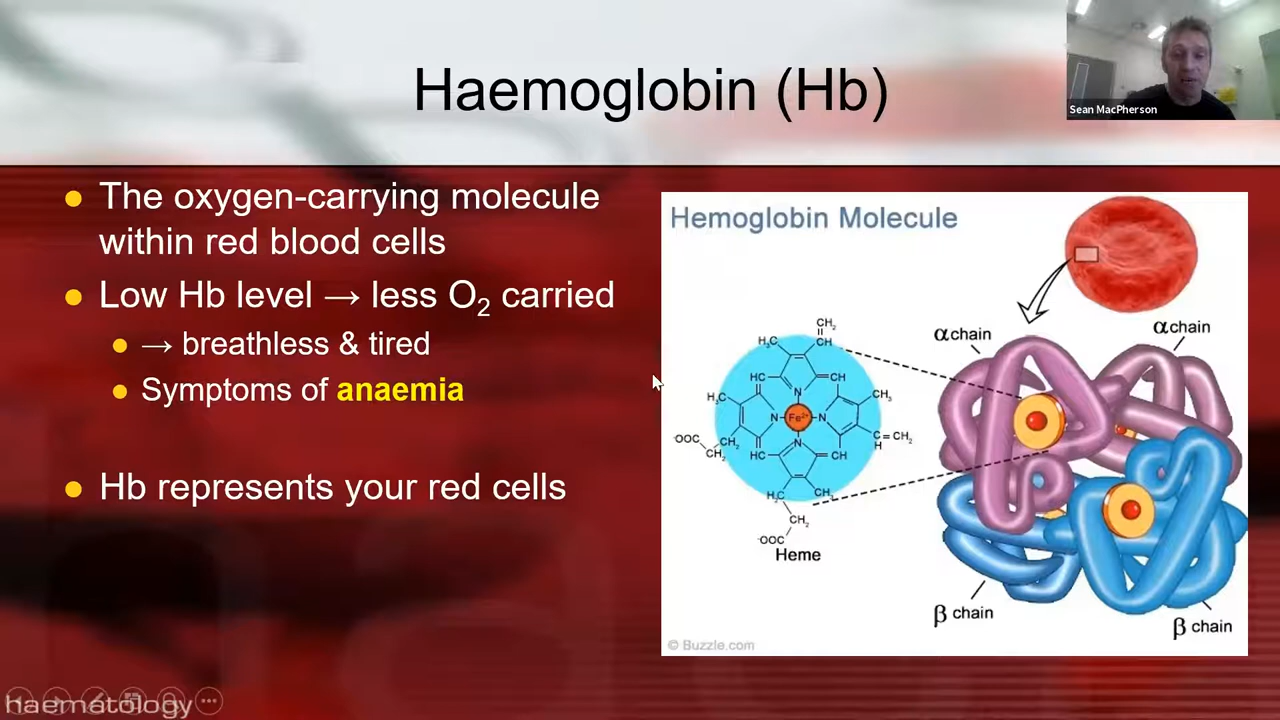 Haemoglobin (Hb)
Sean MacPherson
The oxygen-carrying molecule
within red blood cells
Low Hb level → less O₂ carried
→ breathless & tired
Symptoms of anaemia
Hb represents your red cells
Hemoglobin Molecule
α chain
α chain
CH₂
H₃C
CH
HC
CH
N
H₃C
N
Fe²⁺
N
CH₃
⁻OOC
CH₂
CH₂
HC
N
CH
C=CH₂
H
H₃C
CH₃
CH₂
⁻OOC
Heme
β chain
β chain
© Buzzle.com
haematology